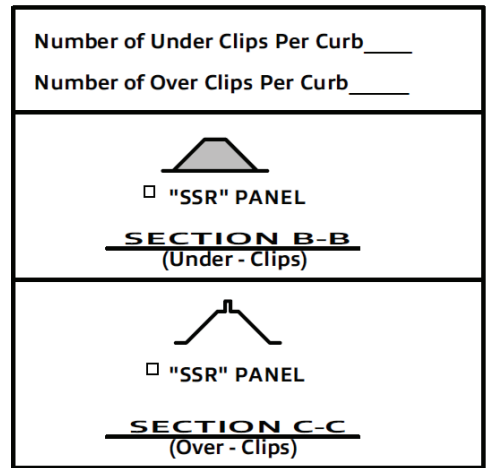 Number of Under Clips Per Curb____
Number of Over Clips Per Curb_____
☐ "SSR" PANEL
SECTION B-B
(Under - Clips)
☐ "SSR" PANEL
SECTION C-C
(Over - Clips)